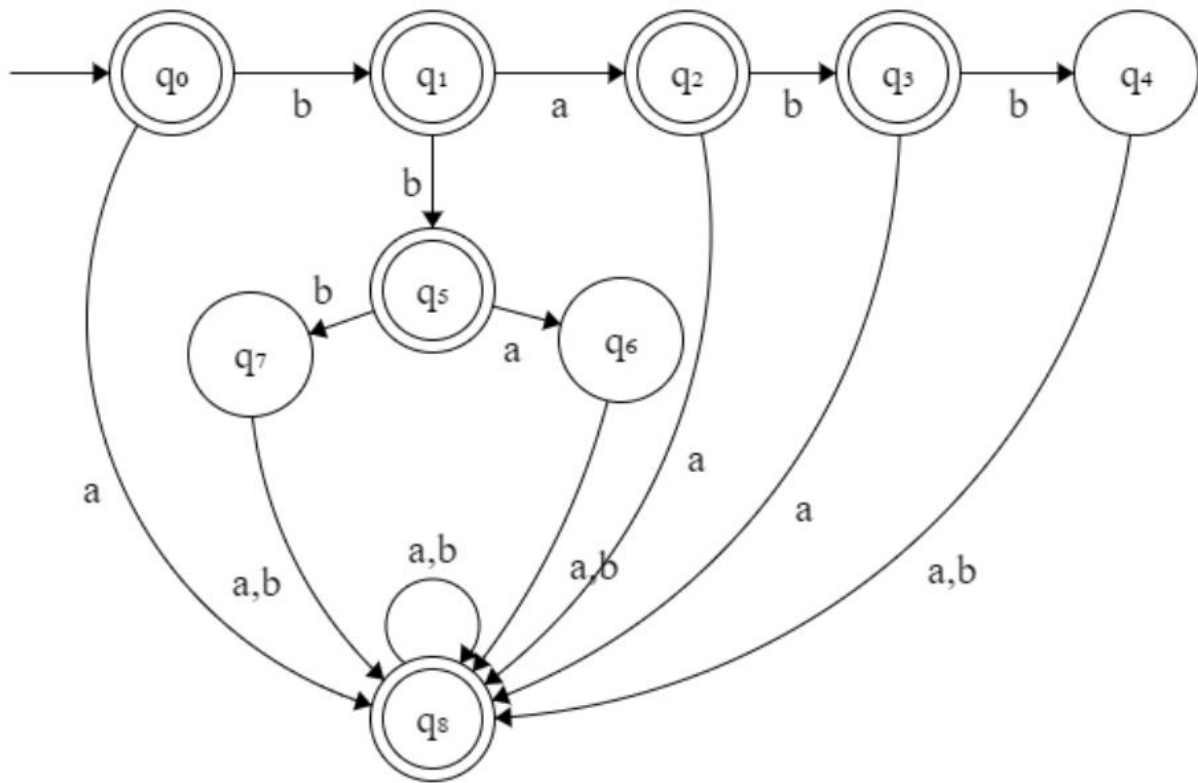 q₀ q₁ q₂ q₃ q₄
b a b b
b
b q₅ a
q₇ q₆
a
a a
a,b a,b a,b a,b
q₈